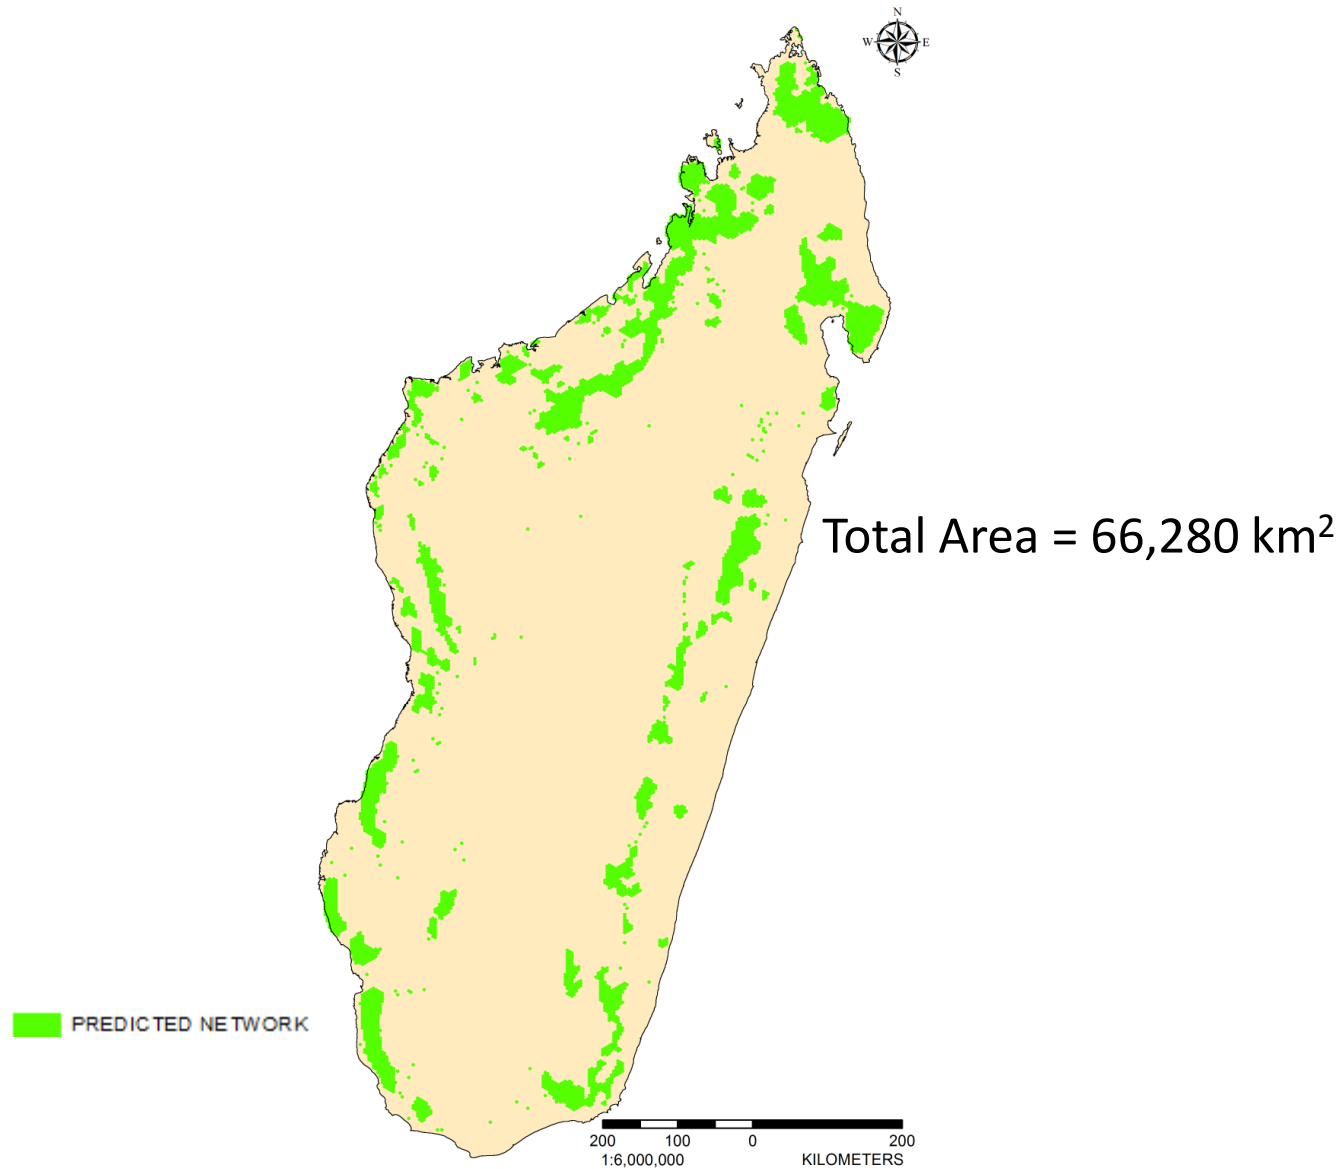 N
W E
S
Total Area = 66,280 km²
PREDICTED NETWORK
200 100 0 200
1:6,000,000 KILOMETERS